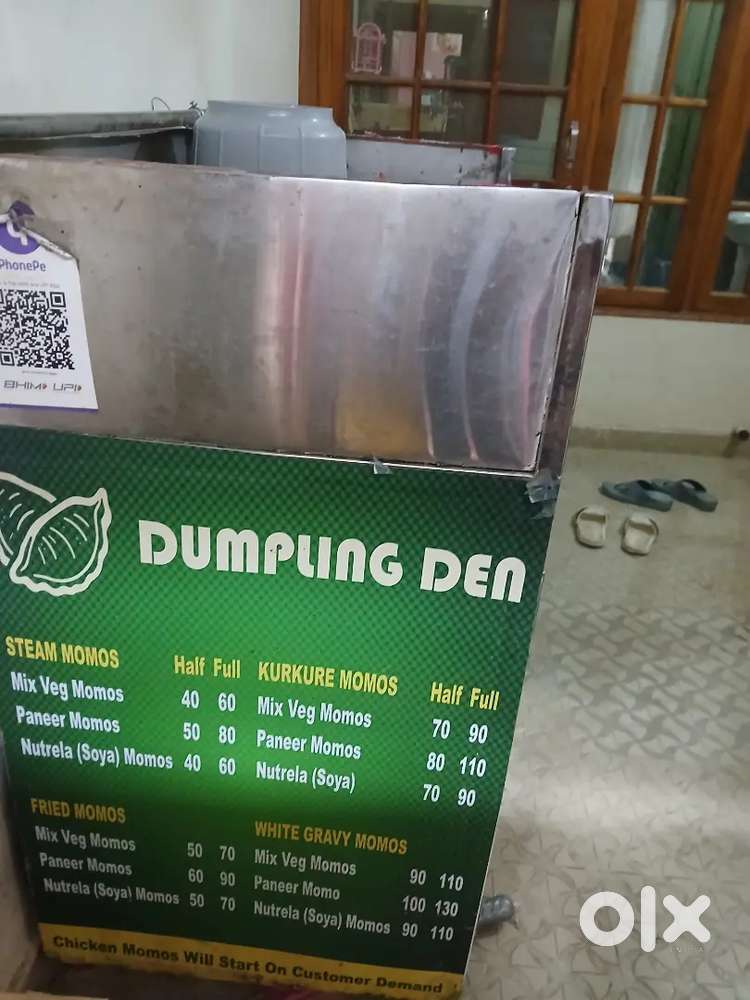 PhonePe
BHIM UPI
DUMPLING DEN
STEAM MOMOS Half Full
Mix Veg Momos 40 60
Paneer Momos 50 80
Nutrela (Soya) Momos 40 60
KURKURE MOMOS Half Full
Mix Veg Momos 70 90
Paneer Momos 80 110
Nutrela (Soya) 70 90
FRIED MOMOS
Mix Veg Momos 50 70
Paneer Momos 60 90
Nutrela (Soya) Momos 50 70
WHITE GRAVY MOMOS
Mix Veg Momos 90 110
Paneer Momo 100 130
Nutrela (Soya) Momos 90 110
Chicken Momos Will Start On Customer Demand
olx
INDIA